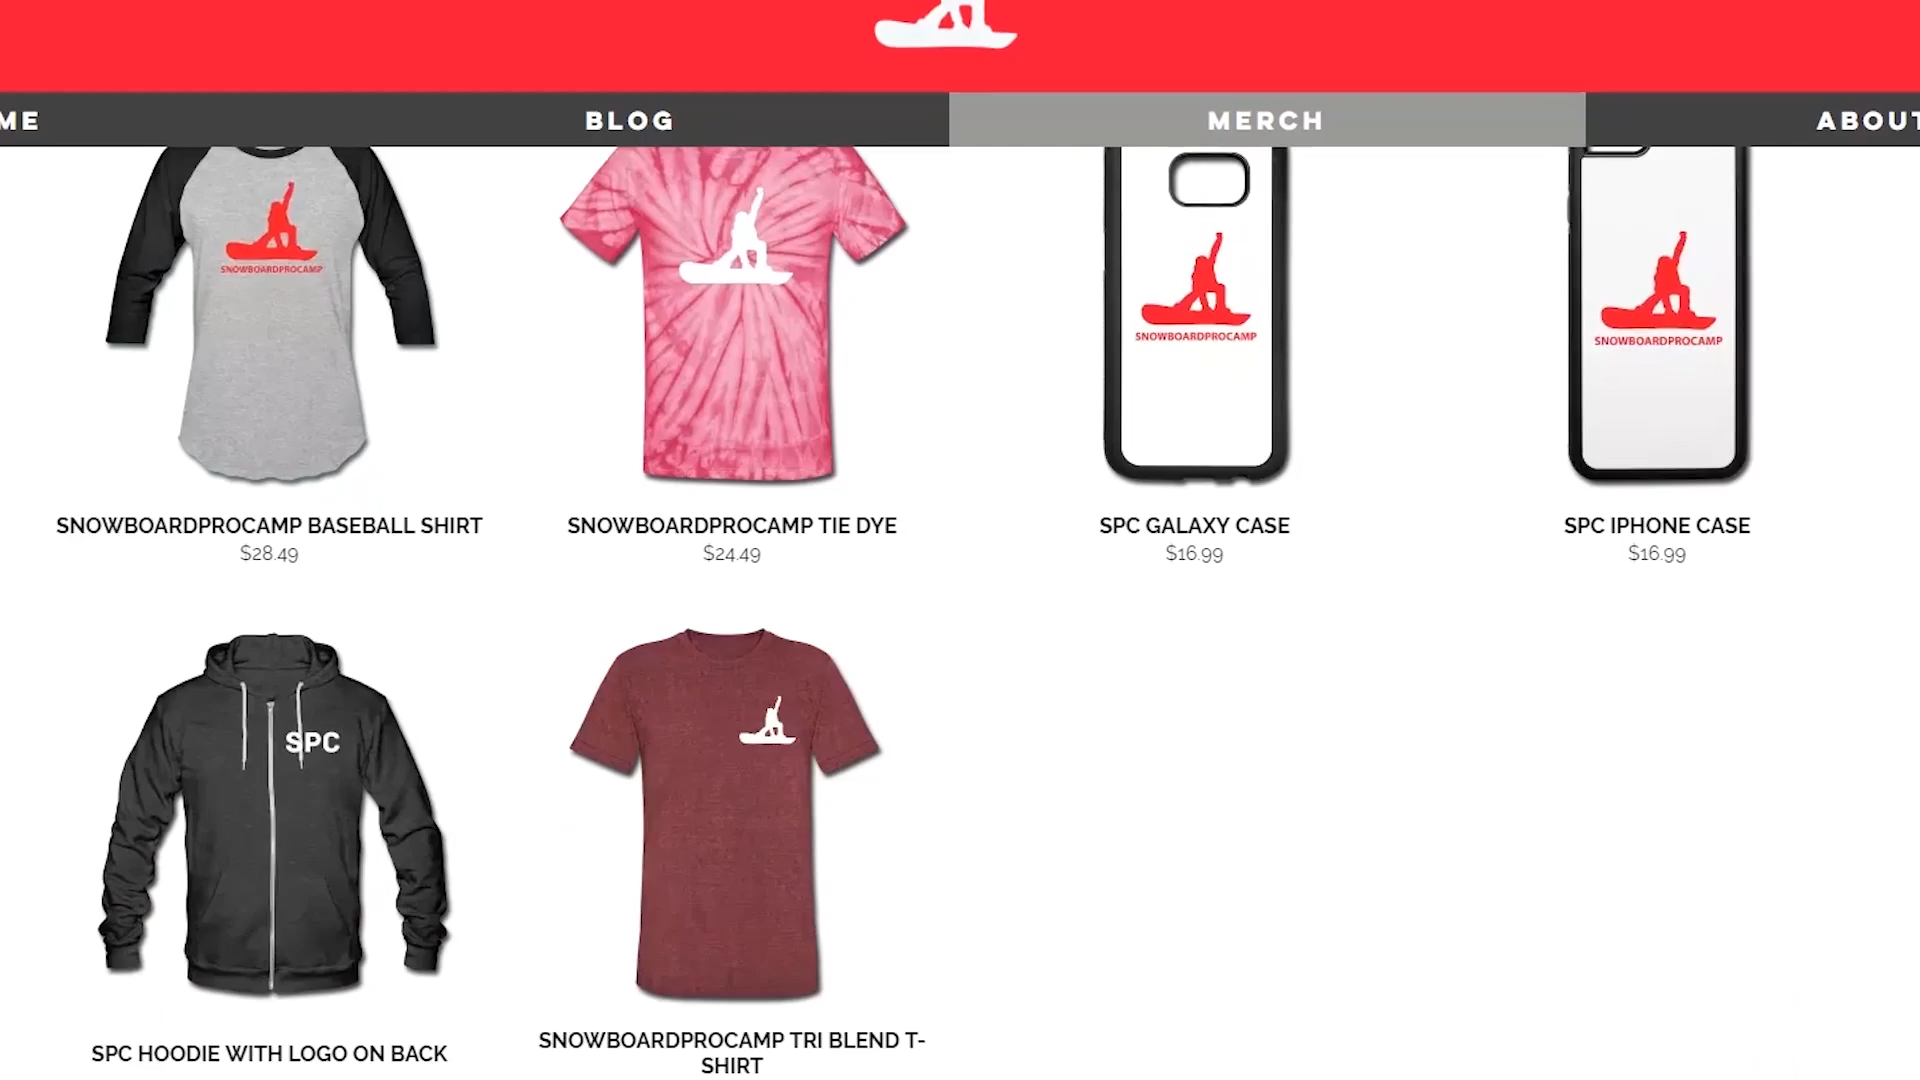 ME
BLOG
MERCH
ABOUT
SNOWBOARDPROCAMP
SNOWBOARDPROCAMP
SNOWBOARDPROCAMP
SNOWBOARDPROCAMP BASEBALL SHIRT
$28.49
SNOWBOARDPROCAMP TIE DYE
$24.49
SPC GALAXY CASE
$16.99
SPC IPHONE CASE
$16.99
SPC
SPC HOODIE WITH LOGO ON BACK
SNOWBOARDPROCAMP TRI BLEND T-
SHIRT